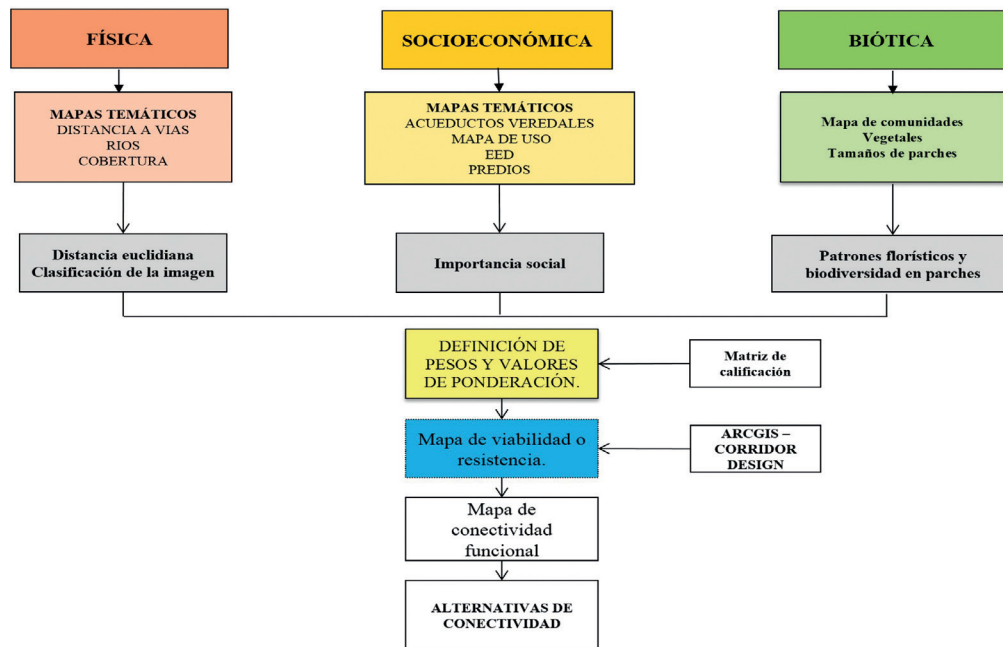 FÍSICA
SOCIOECONÓMICA
BIÓTICA
MAPAS TEMÁTICOS
DISTANCIA A VIAS
RIOS
COBERTURA
MAPAS TEMÁTICOS
ACUEDUCTOS VEREDALES
MAPA DE USO
EED
PREDIOS
Mapa de comunidades
Vegetales
Tamaños de parches
Distancia euclidiana
Clasificación de la imagen
Importancia social
Patrones florísticos y
biodiversidad en parches
DEFINICIÓN DE
PESOS Y VALORES
DE PONDERACIÓN.
Matriz de
calificación
Mapa de viabilidad o
resistencia.
ARCGIS –
CORRIDOR
DESIGN
Mapa de
conectividad
funcional
ALTERNATIVAS DE
CONECTIVIDAD